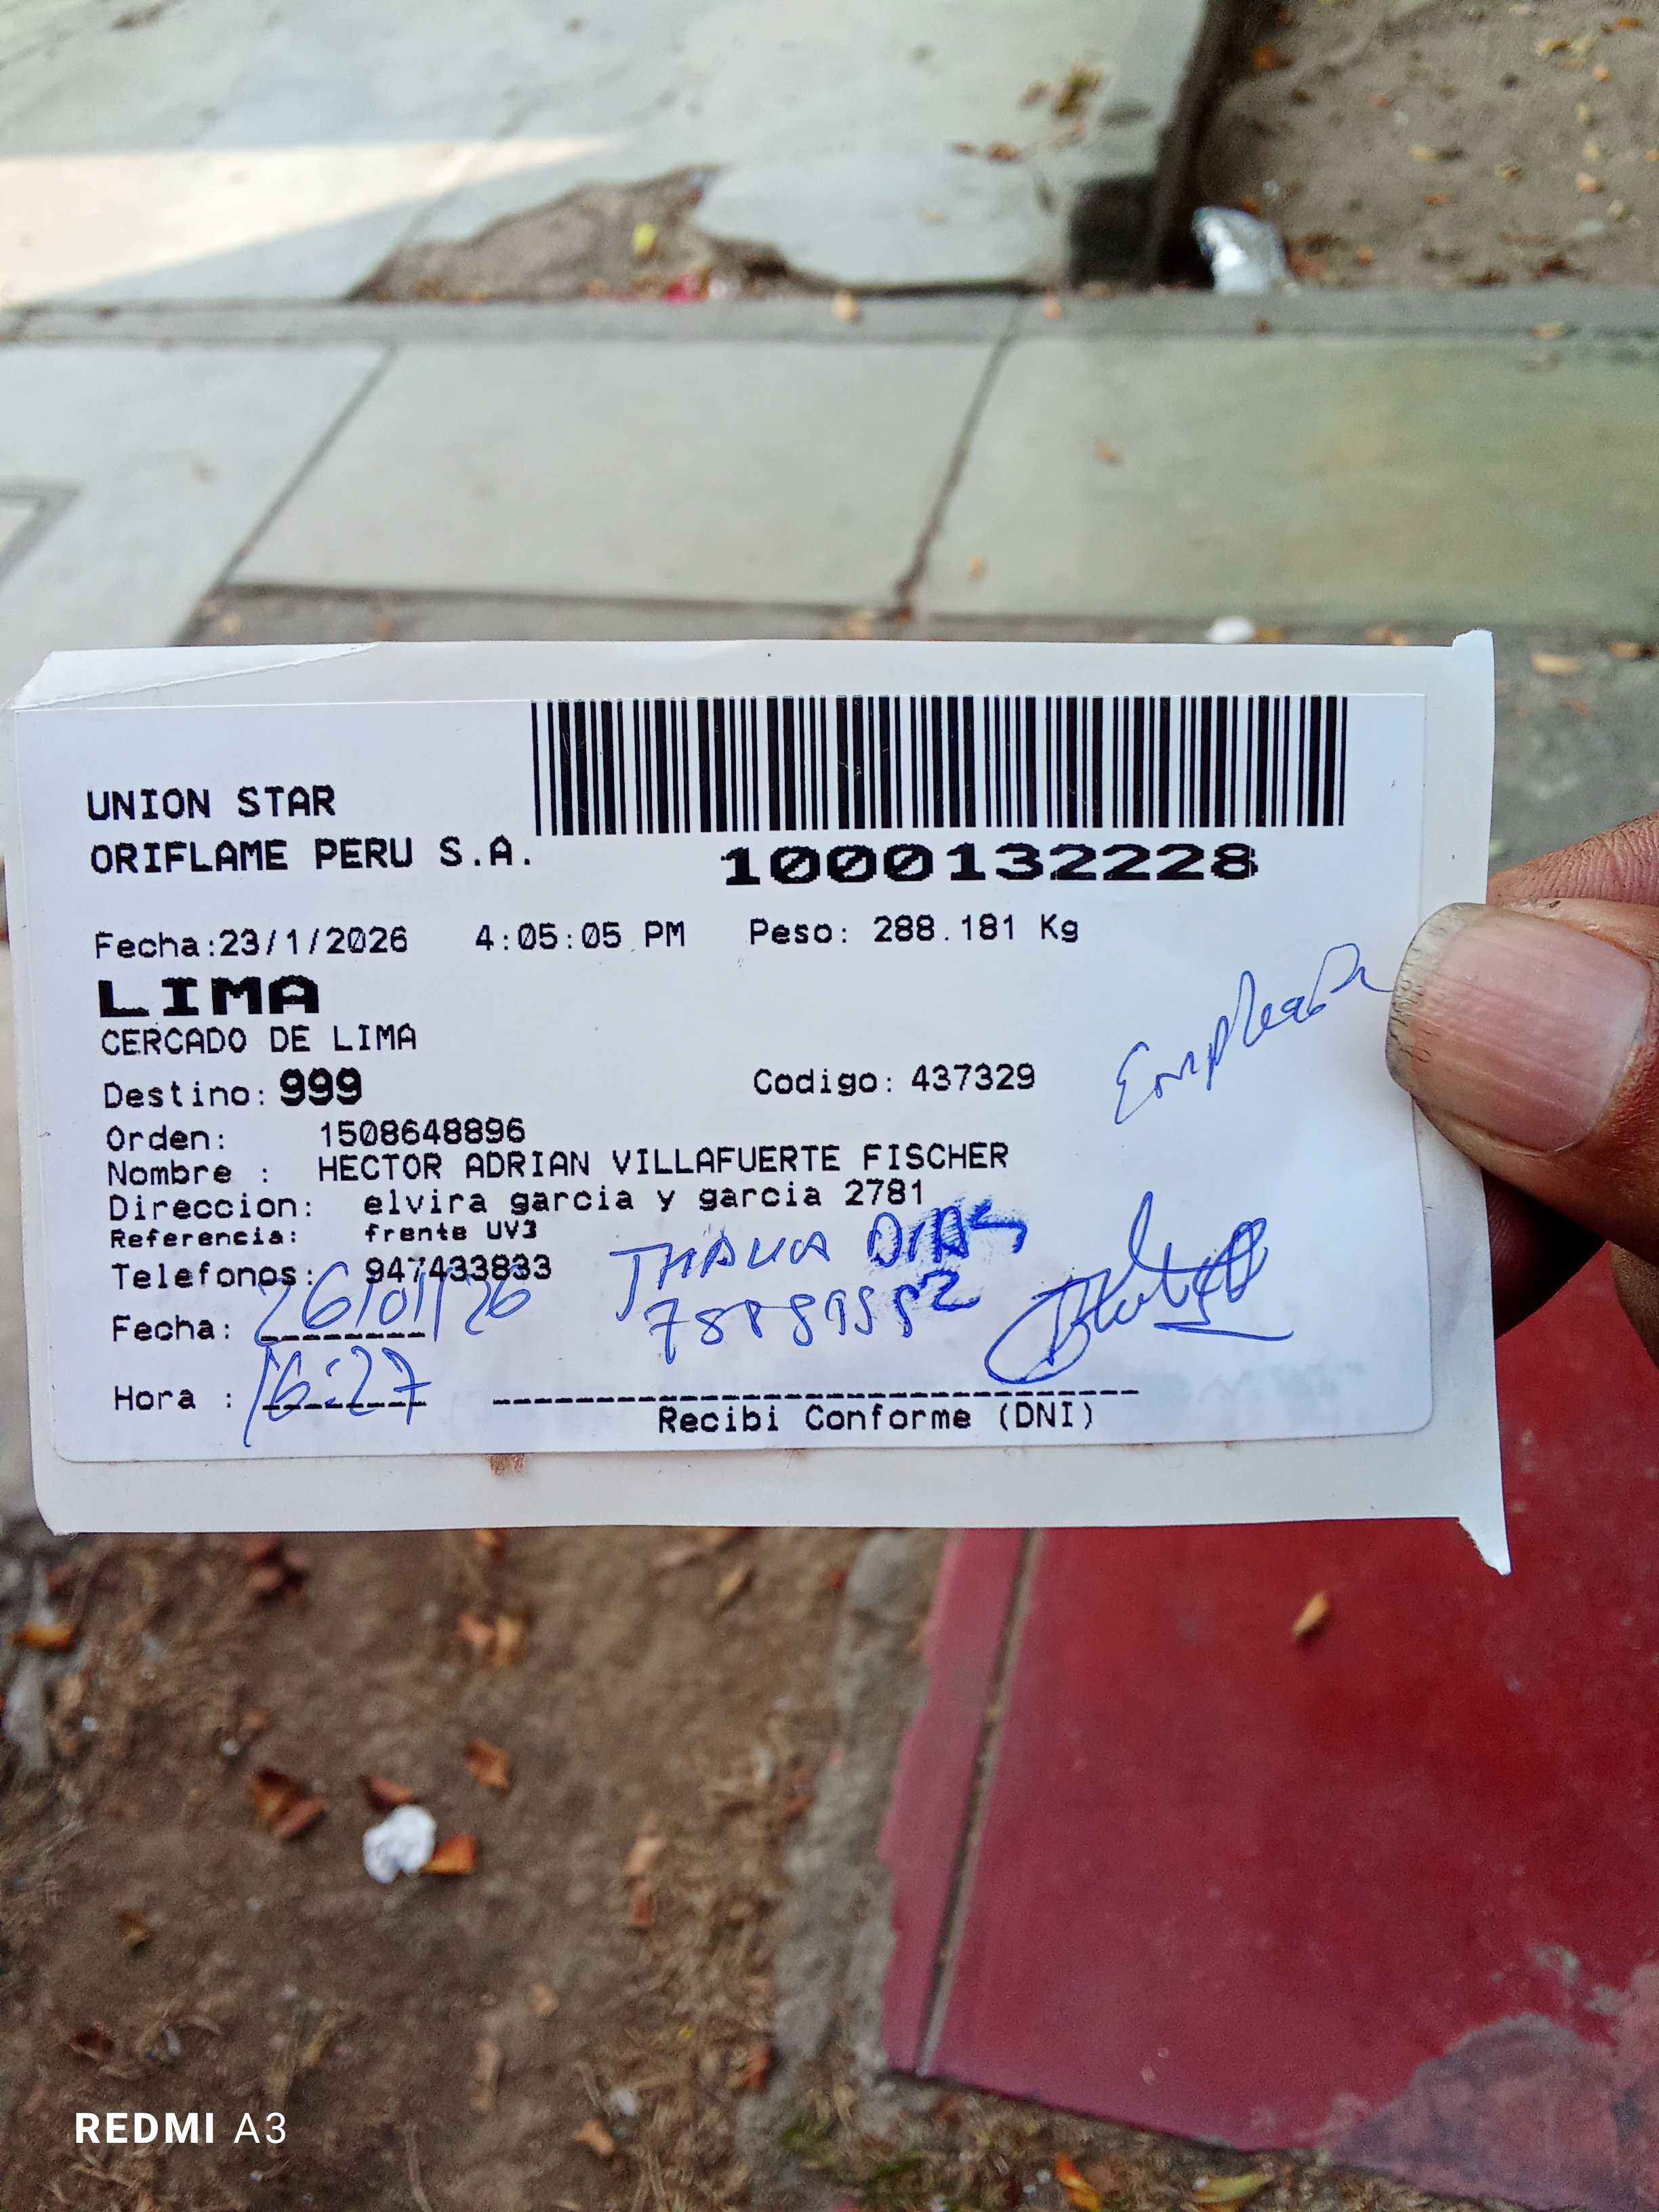 UNION STAR
ORIFLAME PERU S.A.
1000132228
Fecha:23/1/2026 4:05:05 PM Peso: 288.181 Kg
LIMA
CERCADO DE LIMA
Destino: 999 Codigo: 437329
Orden: 1508648896
Nombre : HECTOR ADRIAN VILLAFUERTE FISCHER
Direccion: elvira garcia y garcia 2781
Referencia: frente UV3
Telefonos: 947433833
Fecha: 26/01/26
Hora : 16:27
Recibi Conforme (DNI)
REDMI A3